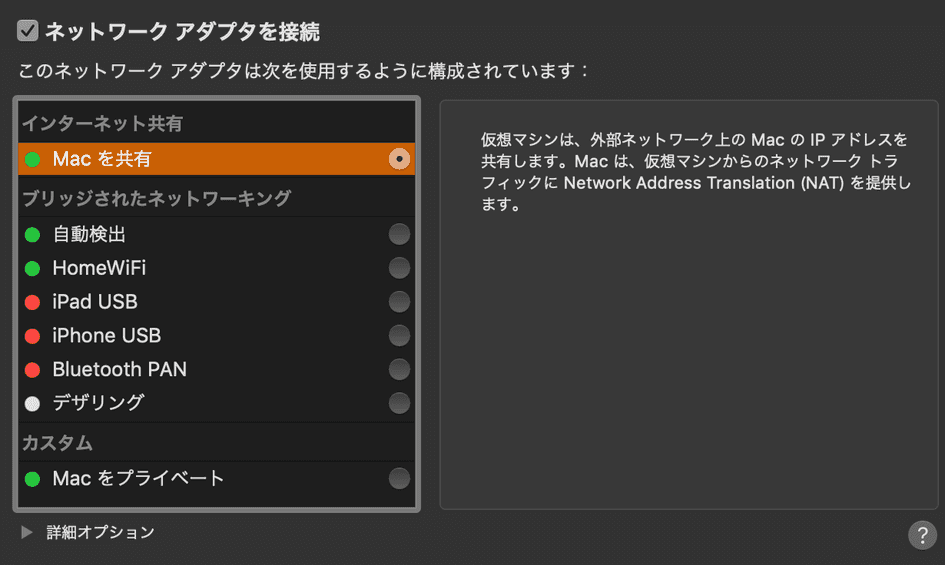 ネットワーク アダプタを接続
このネットワーク アダプタは次を使用するように構成されています：
インターネット共有
Mac を共有
ブリッジされたネットワーキング
自動検出
HomeWiFi
iPad USB
iPhone USB
Bluetooth PAN
デザリング
カスタム
Mac をプライベート
仮想マシンは、外部ネットワーク上の Mac の IP アドレスを
共有します。Mac は、仮想マシンからのネットワーク トラ
フィックに Network Address Translation (NAT) を提供し
ます。
詳細オプション
?